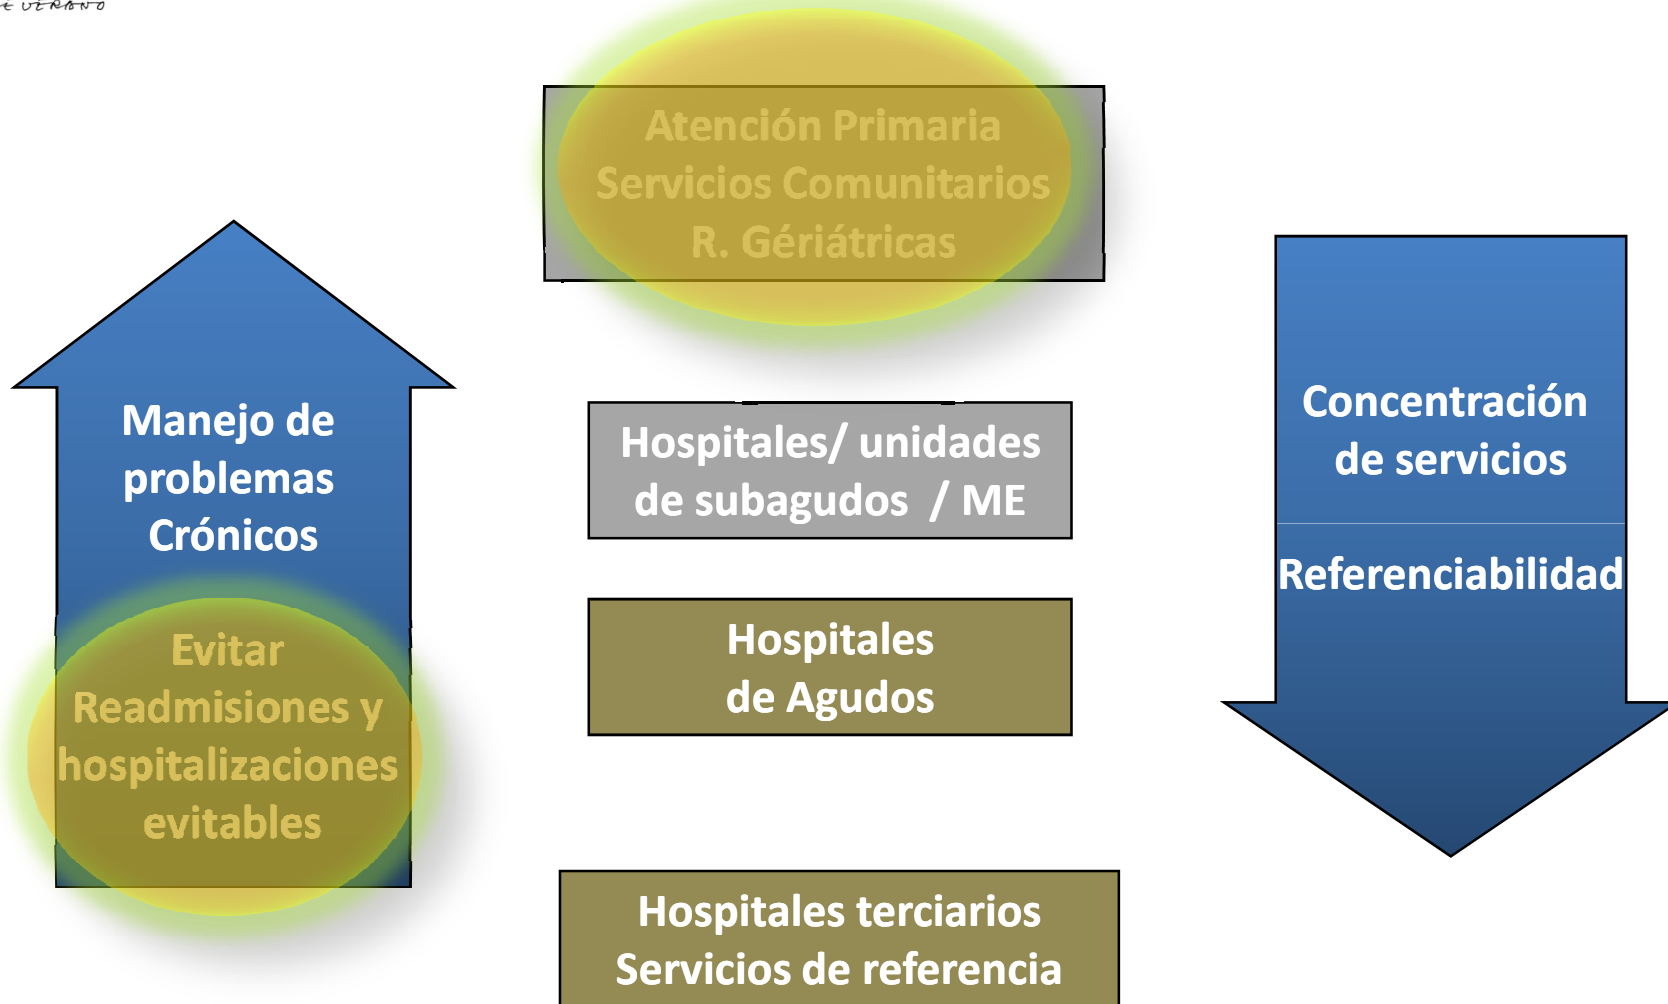 E VERANO
Atención Primaria
Servicios Comunitarios
R. Gériátricas
Manejo de
problemas
Crónicos
Evitar
Readmisiones y
hospitalizaciones
evitables
Hospitales/ unidades
de subagudos / ME
Hospitales
de Agudos
Hospitales terciarios
Servicios de referencia
Concentración
de servicios
Referenciabilidad